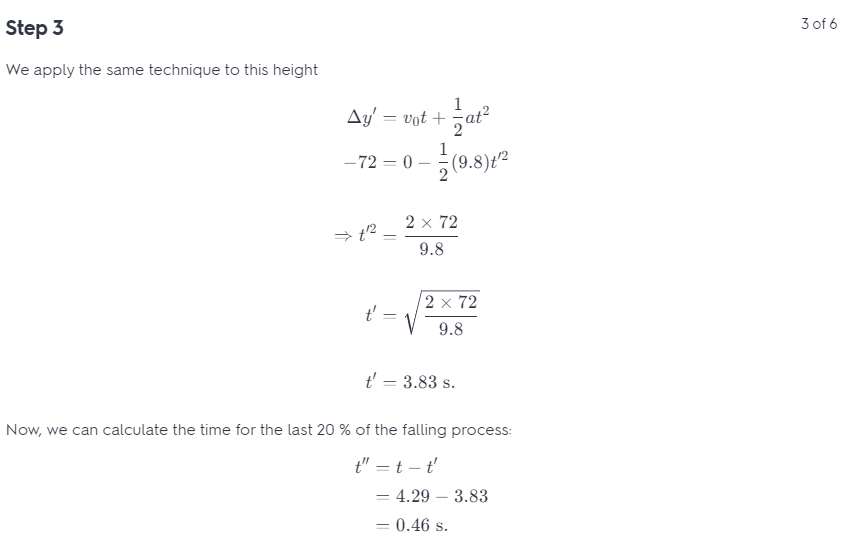 Step 3
3 of 6
We apply the same technique to this height
Δy′ = v₀t + 1/2 at²
−72 = 0 − 1/2 (9.8)t′²
⇒ t′² = 2 × 72 / 9.8
t′ = √(2 × 72 / 9.8)
t′ = 3.83 s.
Now, we can calculate the time for the last 20 % of the falling process:
t″ = t − t′
= 4.29 − 3.83
= 0.46 s.